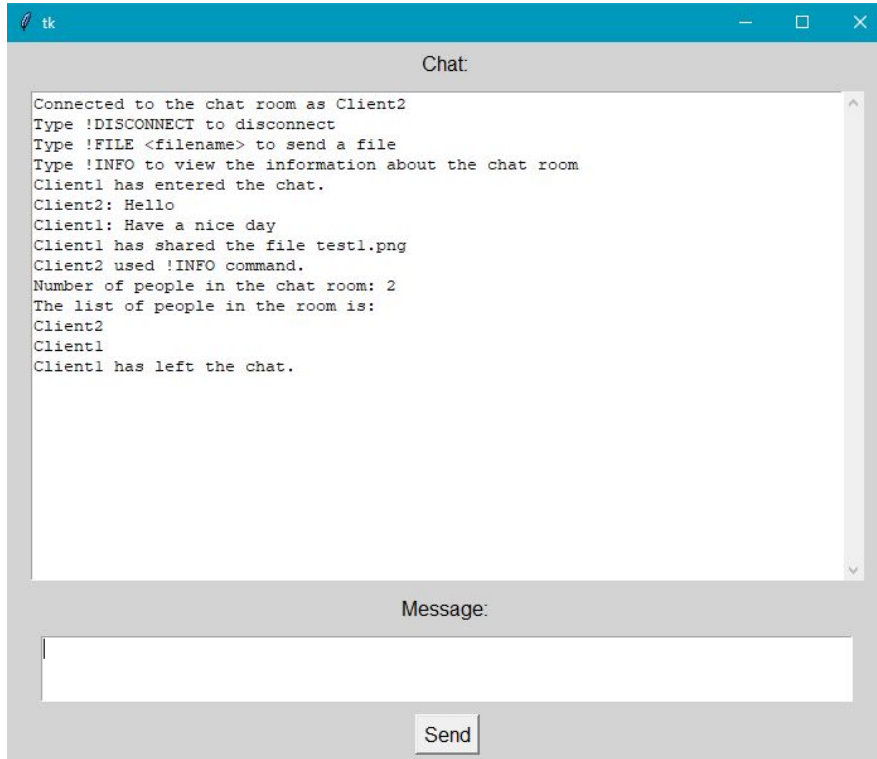 tk
Chat:
Connected to the chat room as Client2
Type !DISCONNECT to disconnect
Type !FILE <filename> to send a file
Type !INFO to view the information about the chat room
Client1 has entered the chat.
Client2: Hello
Client1: Have a nice day
Client1 has shared the file test1.png
Client2 used !INFO command.
Number of people in the chat room: 2
The list of people in the room is:
Client2
Client1
Client1 has left the chat.
Message:
Send